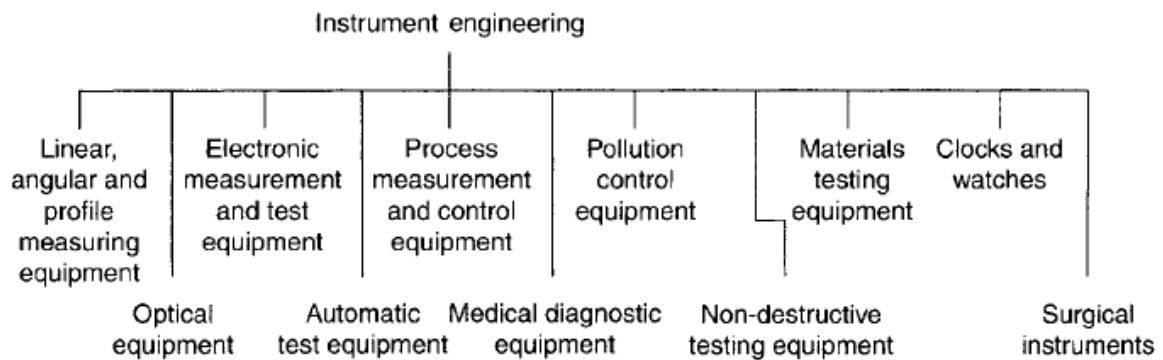 Instrument engineering
Linear,
angular and
profile
measuring
equipment
Optical
equipment
Electronic
measurement
and test
equipment
Automatic
test equipment
Process
measurement
and control
equipment
Medical diagnostic
equipment
Pollution
control
equipment
Non-destructive
testing equipment
Materials
testing
equipment
Clocks and
watches
Surgical
instruments